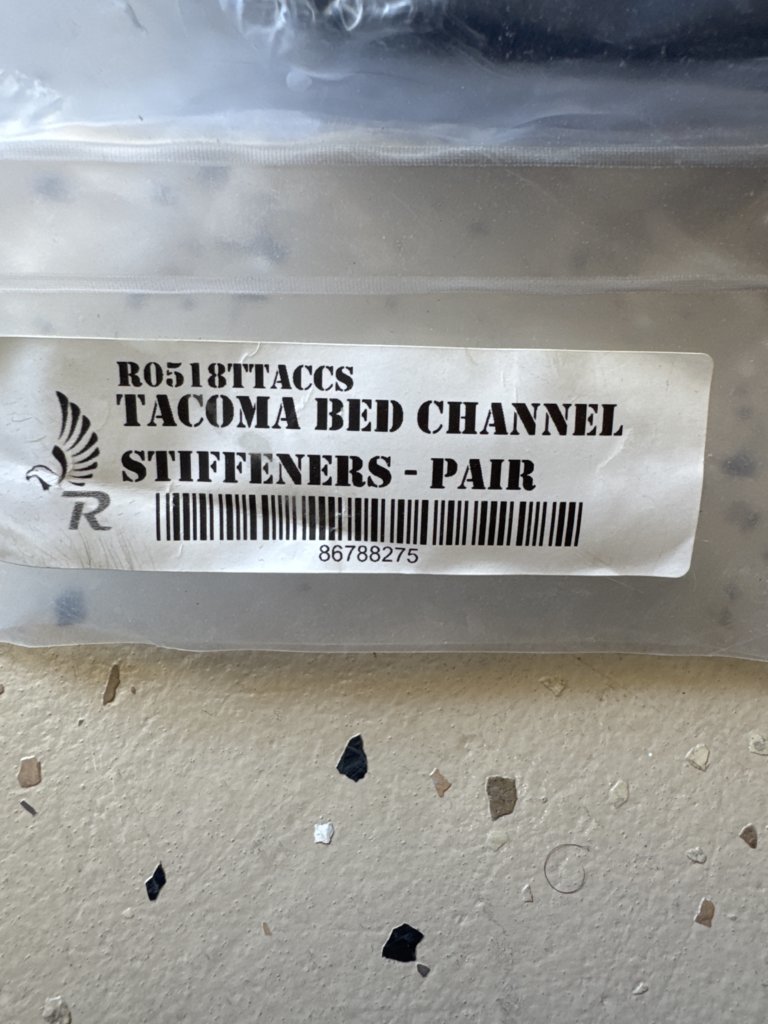 R0518TTACCS
TACOMA BED CHANNEL
STIFFENERS - PAIR
R
86788275